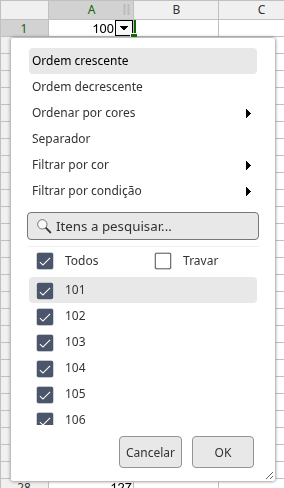 A B C
1 100
Ordem crescente
Ordem decrescente
Ordenar por cores
Separador
Filtrar por cor
Filtrar por condição
Itens a pesquisar...
Todos Travar
101
102
103
104
105
106
Cancelar OK
28 127